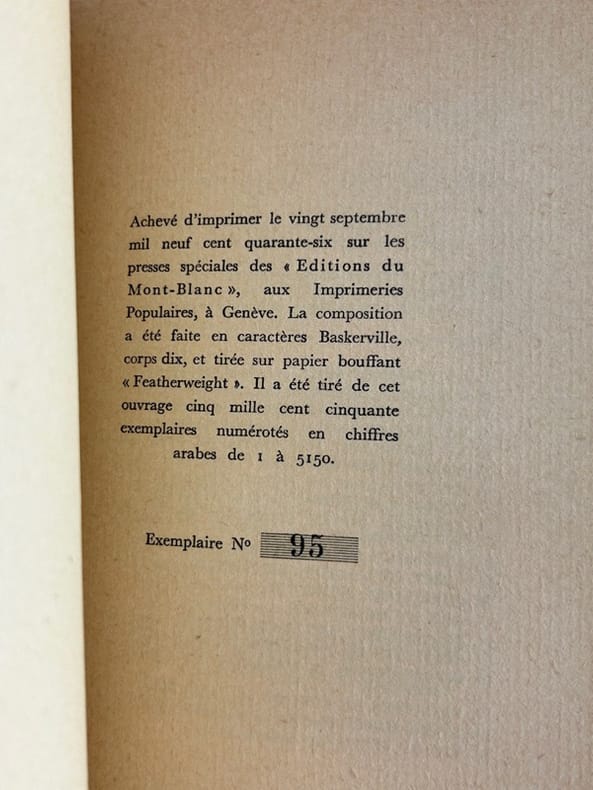 Achevé d'imprimer le vingt septembre
mil neuf cent quarante-six sur les
presses spéciales des « Editions du
Mont-Blanc », aux Imprimeries
Populaires, à Genève. La composition
a été faite en caractères Baskerville,
corps dix, et tirée sur papier bouffant
« Featherweight ». Il a été tiré de cet
ouvrage cinq mille cent cinquante
exemplaires numérotés en chiffres
arabes de 1 à 5150.
Exemplaire Nº 95